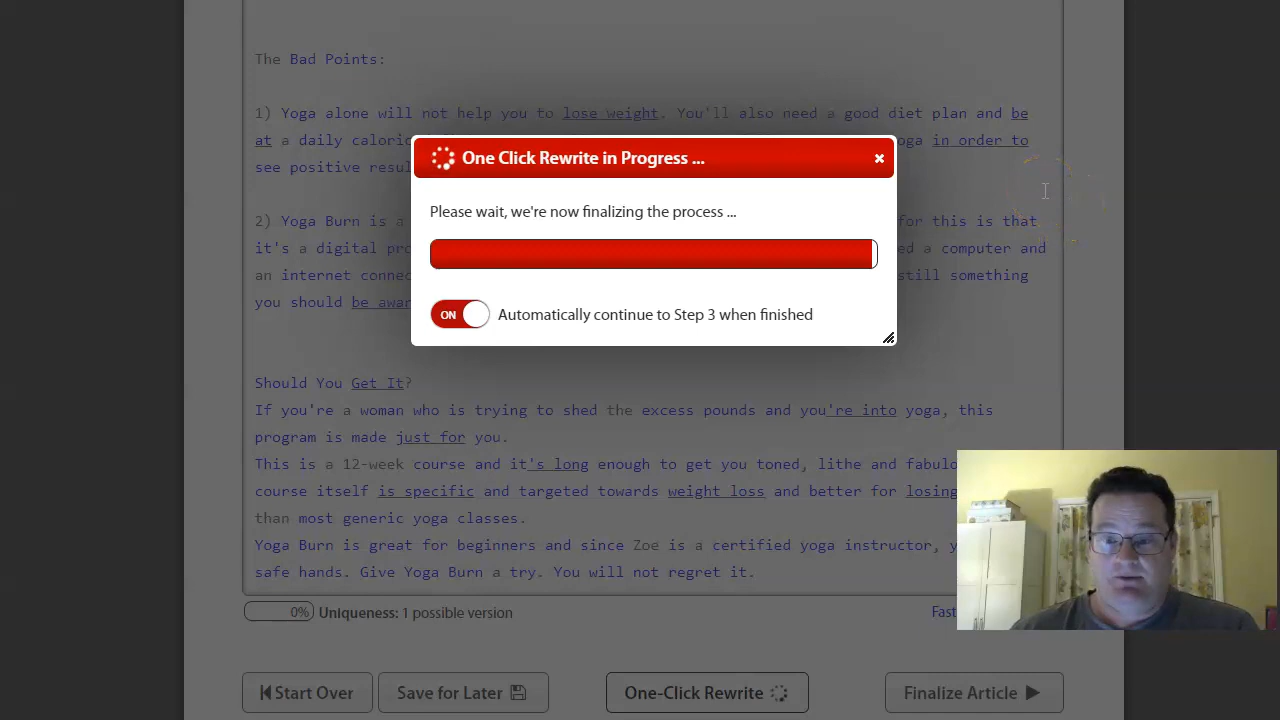 The Bad Points:
1) Yoga alone will not help you to lose weight. You'll also need a good diet plan and be
at a daily caloric
oga in order to
see positive resul
2) Yoga Burn is a
for this is that
it's a digital pro
ed a computer and
an internet connec
still something
you should be awar
One Click Rewrite in Progress ...
Please wait, we're now finalizing the process ...
ON Automatically continue to Step 3 when finished
Should You Get It?
If you're a woman who is trying to shed the excess pounds and you're into yoga, this
program is made just for you.
This is a 12-week course and it's long enough to get you toned, lithe and fabulo
course itself is specific and targeted towards weight loss and better for losing
than most generic yoga classes.
Yoga Burn is great for beginners and since Zoe is a certified yoga instructor, y
safe hands. Give Yoga Burn a try. You will not regret it.
0% Uniqueness: 1 possible version
Fast
Start Over Save for Later One-Click Rewrite Finalize Article